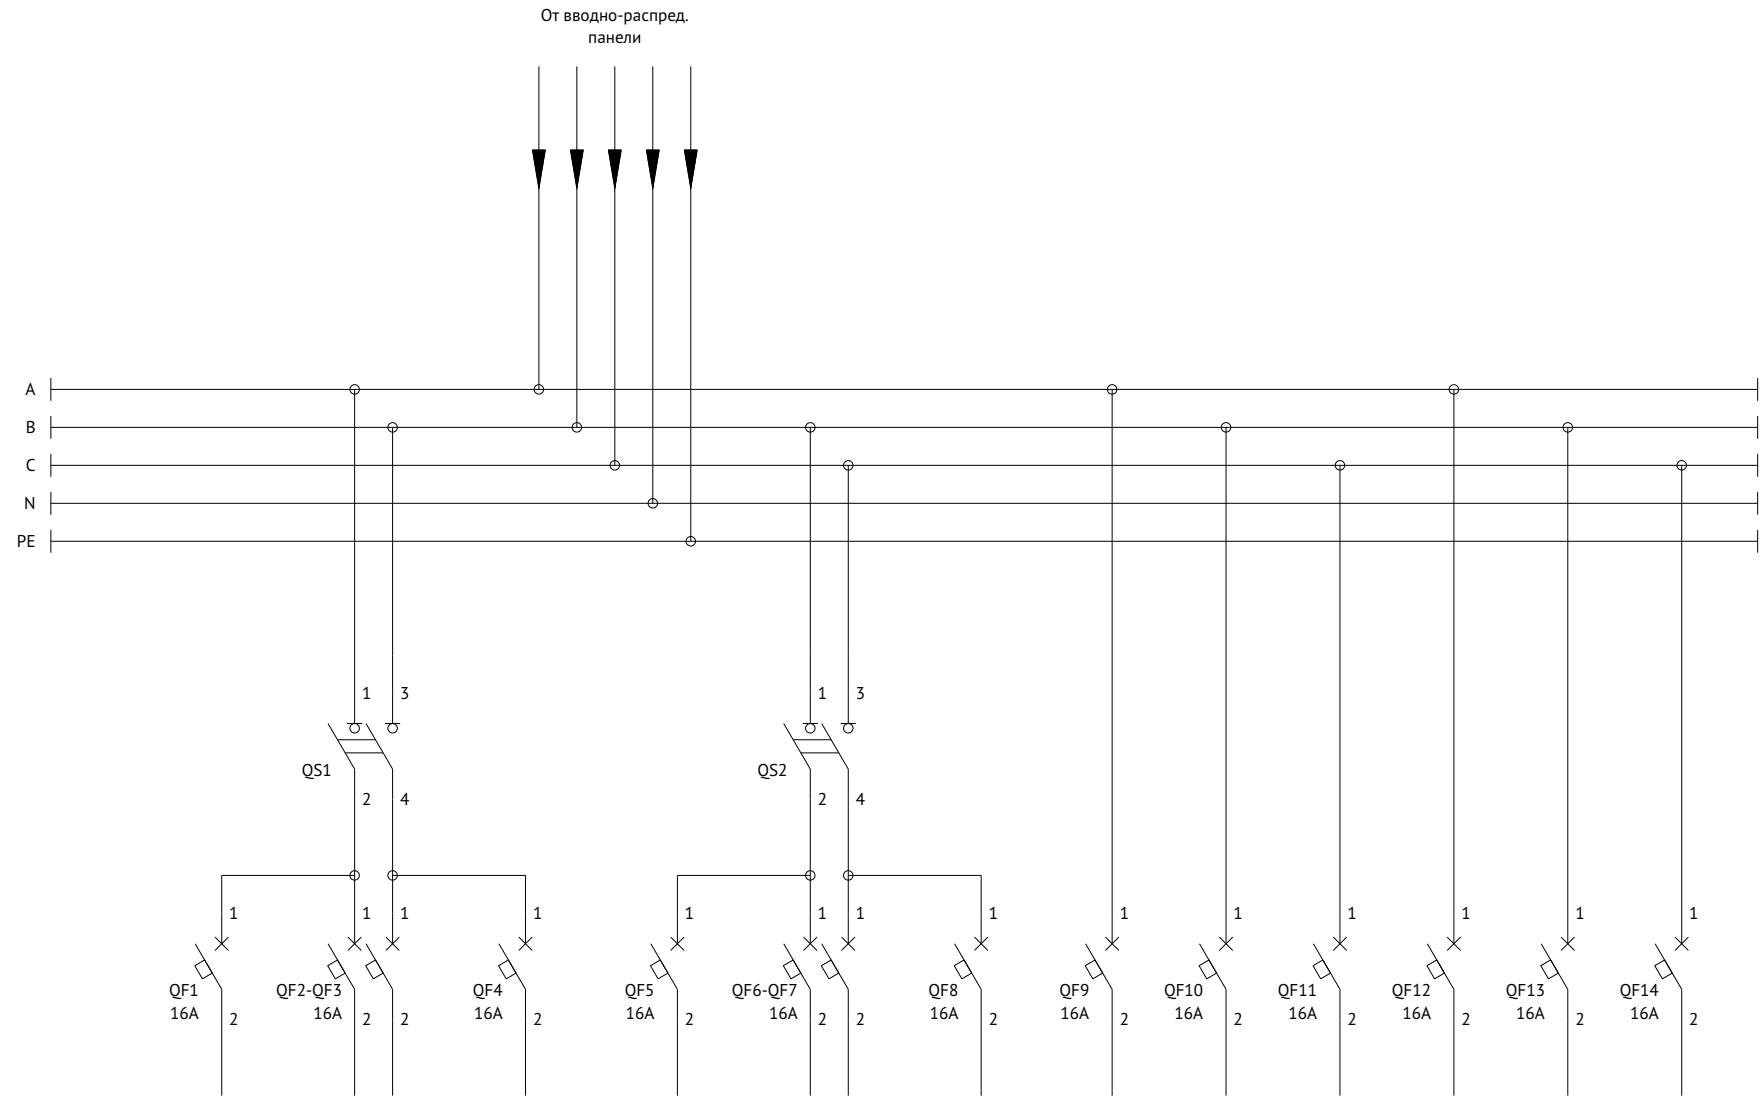 От вводно-распред.
панели
A
B
C
N
PE
1 3
1 3
QS1
QS2
2 4
2 4
1 1 1 1 1 1 1 1 1 1 1 1 1 1
QF1 QF2-QF3 QF4 QF5 QF6-QF7 QF8 QF9 QF10 QF11 QF12 QF13 QF14
16A 16A 16A 16A 16A 16A 16A 16A 16A 16A 16A 16A
2 2 2 2 2 2 2 2 2 2 2 2 2 2